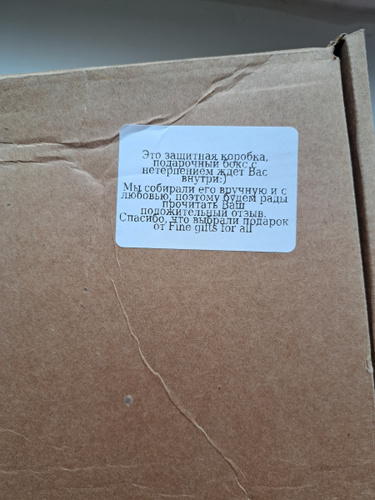 Это защитная коробка,
подарочный бокс с
нетерпением ждет Вас
внутри:)
Мы собирали его вручную и с
любовью, поэтому будем рады
прочитать Ваш
положительный отзыв.
Спасибо, что выбрали подарок
от Fine gifts for all